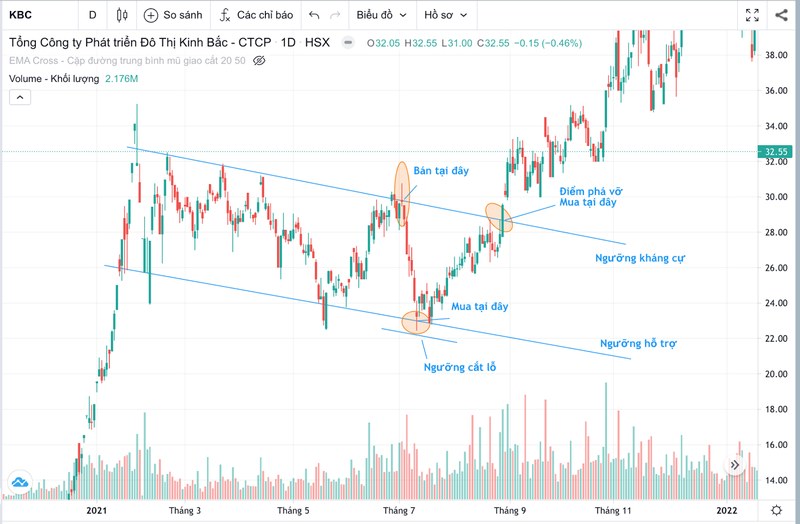 KBC D So sánh Các chỉ báo Biểu đồ Hồ sơ
Tổng Công ty Phát triển Đô Thị Kinh Bắc - CTCP · 1D · HSX O32.05 H32.55 L31.00 C32.55 −0.15 (−0.46%)
EMA Cross - Cặp đường trung bình mũ giao cắt 20 50
Volume - Khối lượng 2.176M
38.00
36.00
34.00
32.55
32.00
30.00
28.00
26.00
24.00
22.00
20.00
18.00
16.00
14.00
Bán tại đây
Điểm phá vỡ
Mua tại đây
Ngưỡng kháng cự
Mua tại đây
Ngưỡng hỗ trợ
Ngưỡng cắt lỗ
2021 Tháng 3 Tháng 5 Tháng 7 Tháng 9 Tháng 11 2022